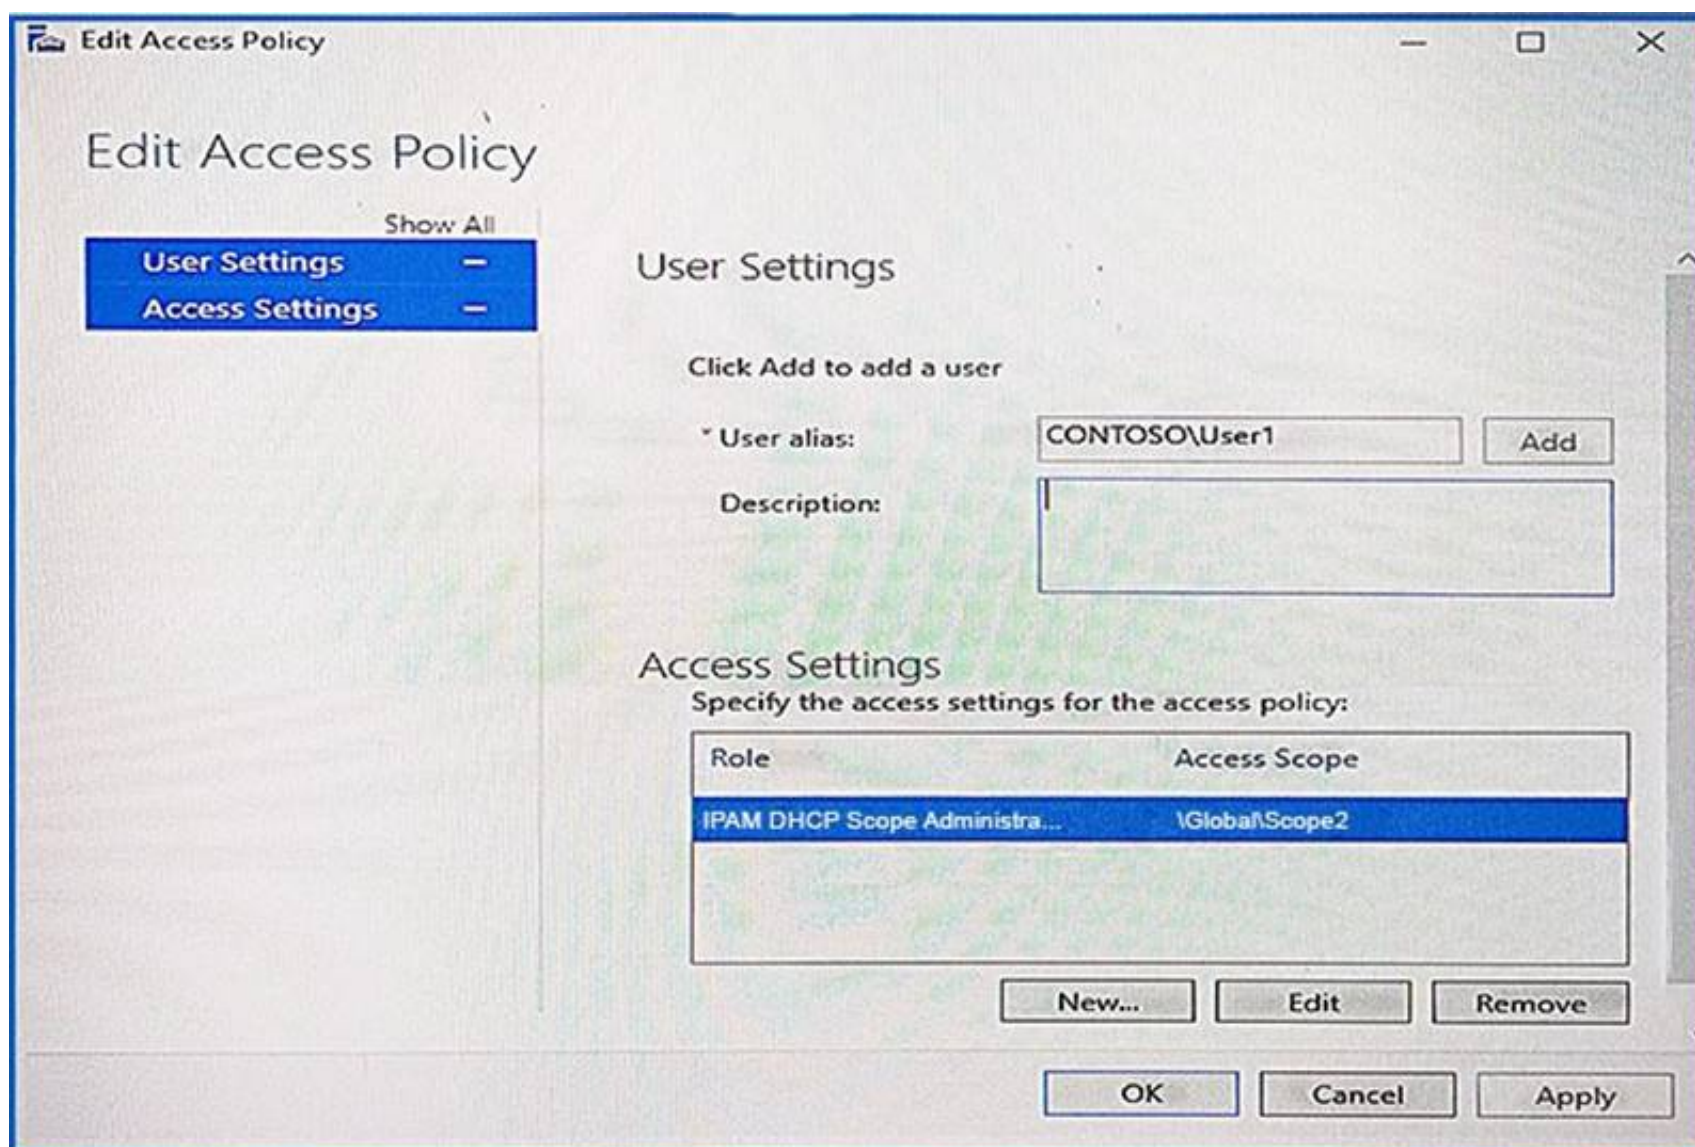 Edit Access Policy
Edit Access Policy
Show All
User Settings
Access Settings
User Settings
Click Add to add a user
* User alias: CONTOSO\User1 Add
Description:
Access Settings
Specify the access settings for the access policy:
Role Access Scope
IPAM DHCP Scope Administra... \Global\Scope2
New... Edit Remove
OK Cancel Apply